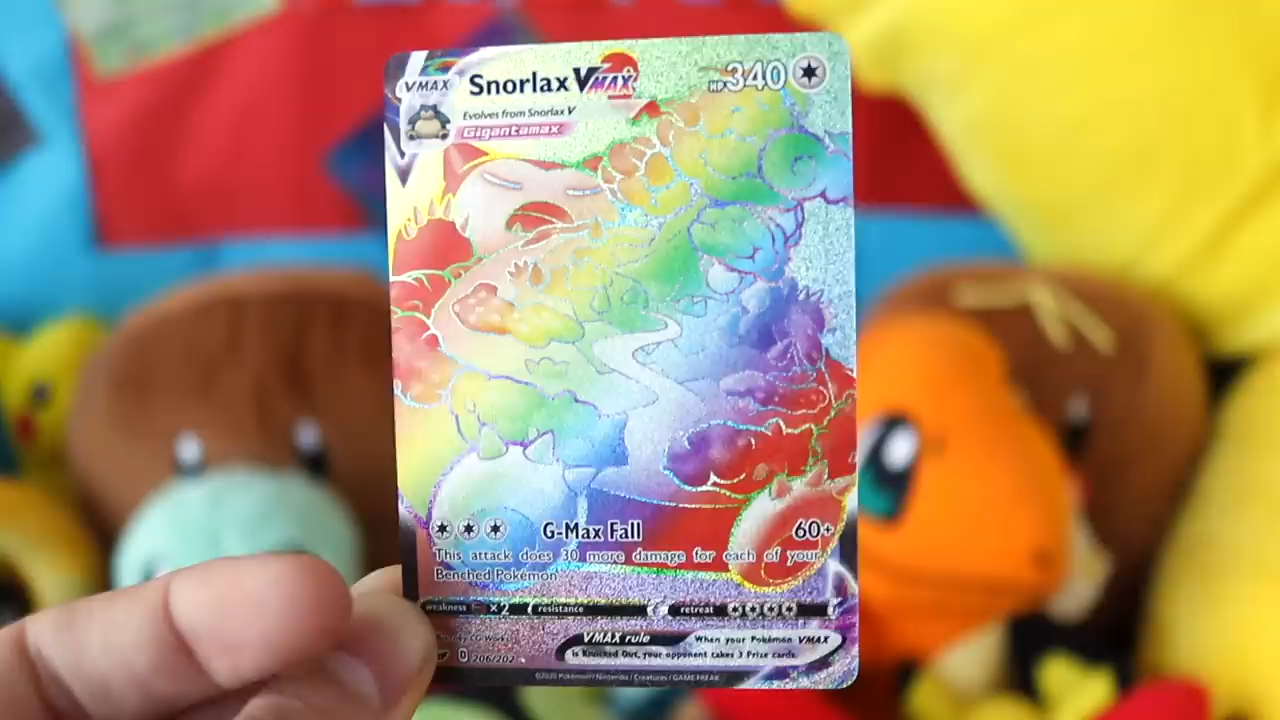 VMAX Snorlax VMAX HP 340
Evolves from Snorlax V
Gigantamax
G-Max Fall 60+
This attack does 30 more damage for each of your
Benched Pokémon
weakness ×2 resistance retreat
VMAX rule When your Pokémon VMAX
is Knocked Out, your opponent takes 3 Prize cards.
D 206/202
©2020 Pokémon / Nintendo / Creatures / GAME FREAK